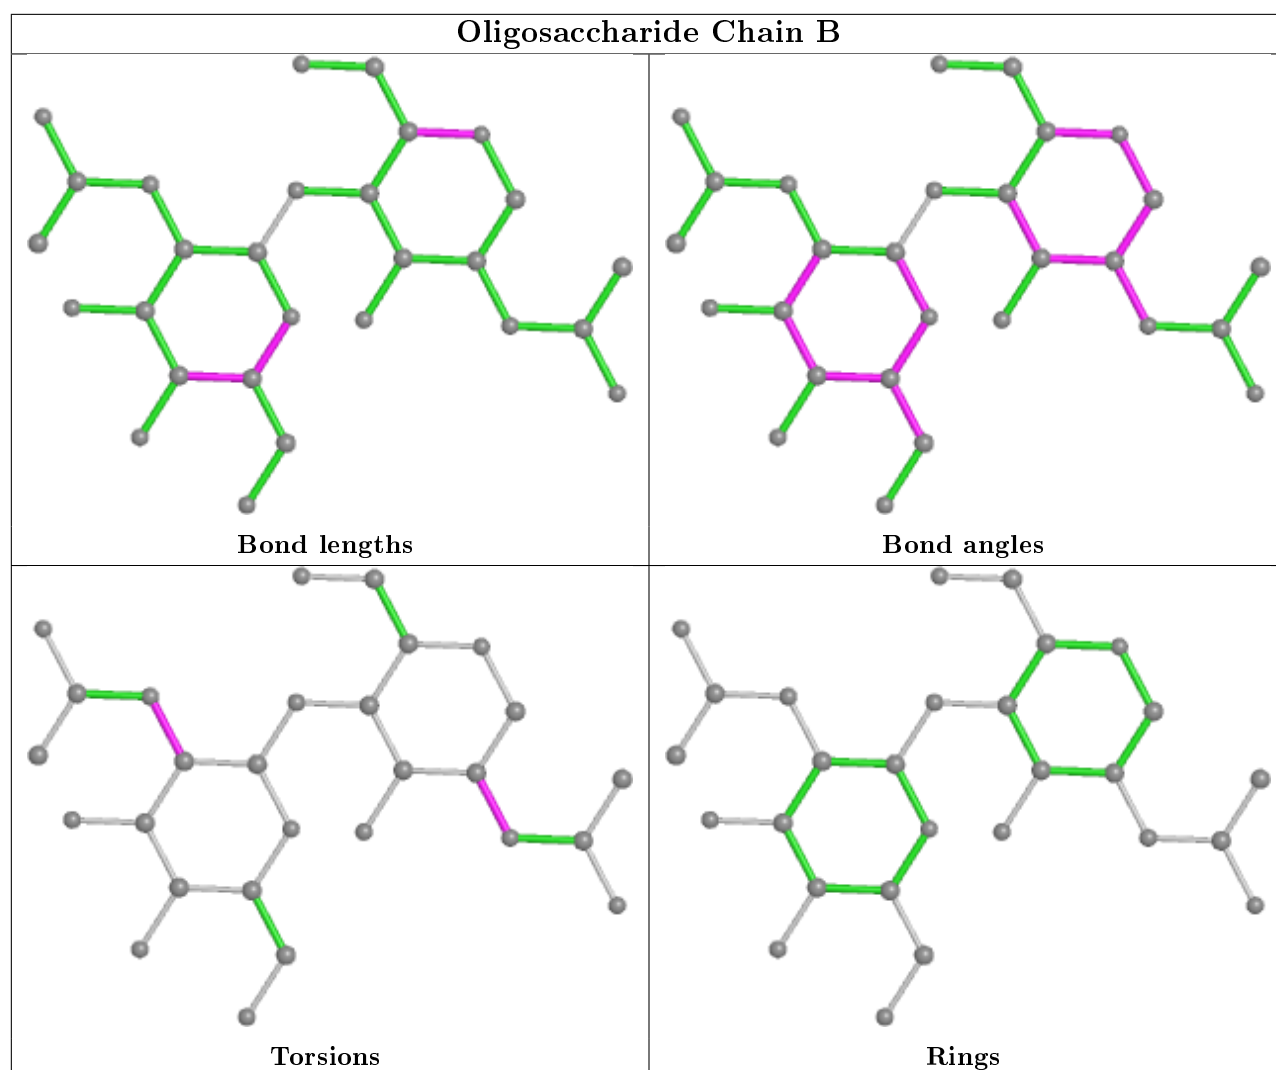 Oligosaccharide Chain B
Bond lengths
Bond angles
Torsions
Rings